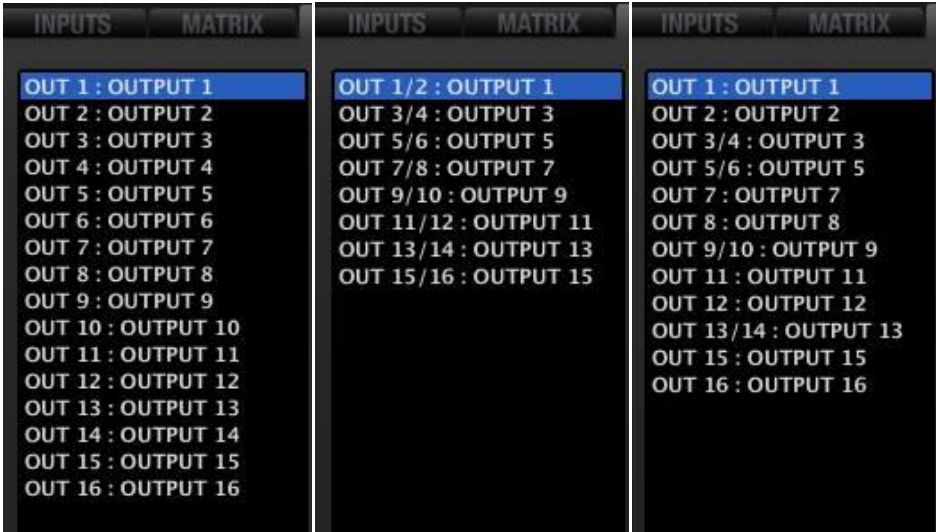 INPUTS MATRIX
OUT 1 : OUTPUT 1
OUT 2 : OUTPUT 2
OUT 3 : OUTPUT 3
OUT 4 : OUTPUT 4
OUT 5 : OUTPUT 5
OUT 6 : OUTPUT 6
OUT 7 : OUTPUT 7
OUT 8 : OUTPUT 8
OUT 9 : OUTPUT 9
OUT 10 : OUTPUT 10
OUT 11 : OUTPUT 11
OUT 12 : OUTPUT 12
OUT 13 : OUTPUT 13
OUT 14 : OUTPUT 14
OUT 15 : OUTPUT 15
OUT 16 : OUTPUT 16
INPUTS MATRIX
OUT 1/2 : OUTPUT 1
OUT 3/4 : OUTPUT 3
OUT 5/6 : OUTPUT 5
OUT 7/8 : OUTPUT 7
OUT 9/10 : OUTPUT 9
OUT 11/12 : OUTPUT 11
OUT 13/14 : OUTPUT 13
OUT 15/16 : OUTPUT 15
INPUTS MATRIX
OUT 1 : OUTPUT 1
OUT 2 : OUTPUT 2
OUT 3/4 : OUTPUT 3
OUT 5/6 : OUTPUT 5
OUT 7 : OUTPUT 7
OUT 8 : OUTPUT 8
OUT 9/10 : OUTPUT 9
OUT 11 : OUTPUT 11
OUT 12 : OUTPUT 12
OUT 13/14 : OUTPUT 13
OUT 15 : OUTPUT 15
OUT 16 : OUTPUT 16